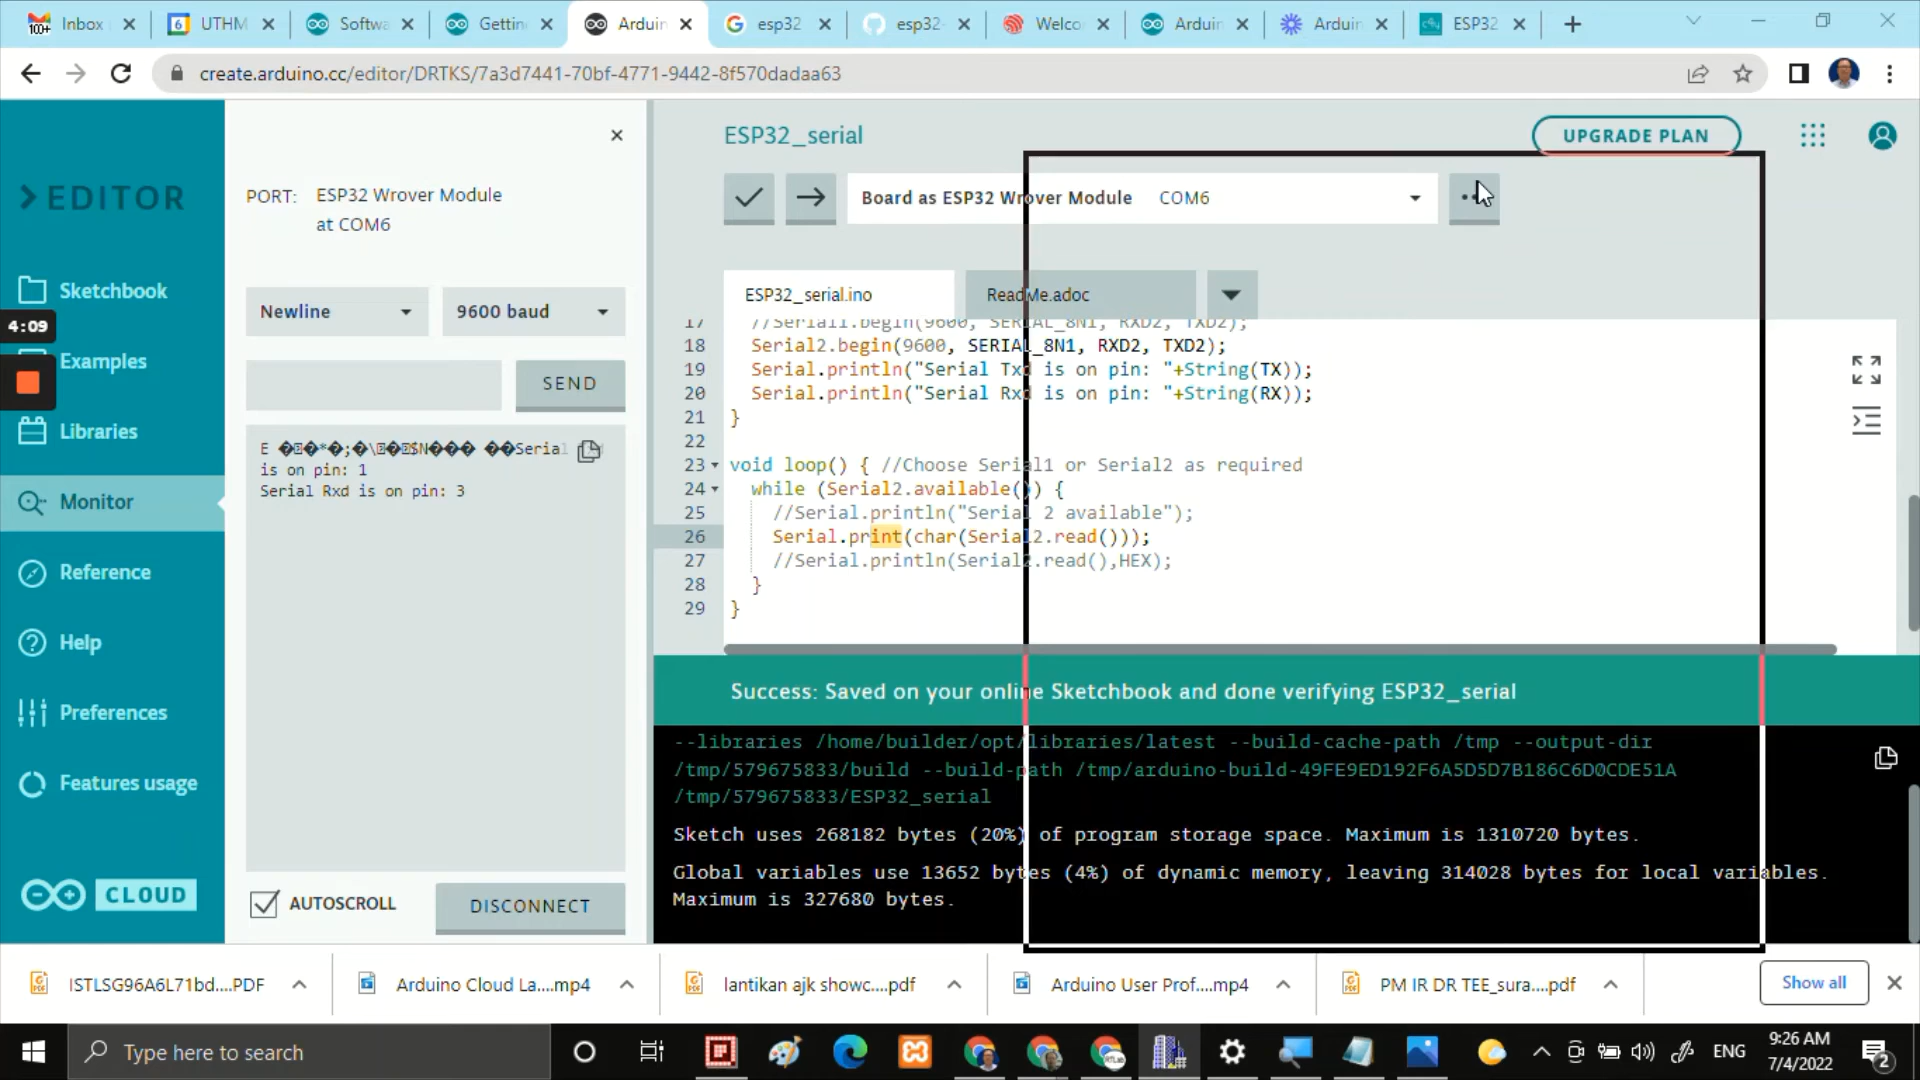 100+ Inbox
6 UTHM
Softwa
Gettin
Arduin
esp32
esp32-
Welco
Arduin
Arduin
ESP32
create.arduino.cc/editor/DRTKS/7a3d7441-70bf-4771-9442-8f570dadaa63
EDITOR
Sketchbook
4:09
Examples
Libraries
Monitor
Reference
Help
Preferences
Features usage
CLOUD
PORT: ESP32 Wrover Module
at COM6
Newline
9600 baud
SEND
is on pin: 1
Serial Rxd is on pin: 3
AUTOSCROLL
DISCONNECT
ESP32_serial
UPGRADE PLAN
Board as ESP32 Wrover Module COM6
ESP32_serial.ino
ReadMe.adoc
17 //Serial1.begin(9600, SERIAL_8N1, RXD2, TXD2);
18 Serial2.begin(9600, SERIAL_8N1, RXD2, TXD2);
19 Serial.println("Serial Txd is on pin: "+String(TX));
20 Serial.println("Serial Rxd is on pin: "+String(RX));
21 }
22
23 void loop() { //Choose Serial1 or Serial2 as required
24 while (Serial2.available()) {
25 //Serial.println("Serial 2 available");
26 Serial.print(char(Serial2.read()));
27 //Serial.println(Serial2.read(),HEX);
28 }
29 }
Success: Saved on your online Sketchbook and done verifying ESP32_serial
--libraries /home/builder/opt/libraries/latest --build-cache-path /tmp --output-dir
/tmp/579675833/build --build-path /tmp/arduino-build-49FE9ED192F6A5D5D7B186C6D0CDE51A
/tmp/579675833/ESP32_serial
Sketch uses 268182 bytes (20%) of program storage space. Maximum is 1310720 bytes.
Global variables use 13652 bytes (4%) of dynamic memory, leaving 314028 bytes for local variables.
Maximum is 327680 bytes.
ISTLSG96A6L71bd....PDF
Arduino Cloud La....mp4
lantikan ajk showc....pdf
Arduino User Prof....mp4
PM IR DR TEE_sura....pdf
Show all
Type here to search
ENG
9:26 AM
7/4/2022
2